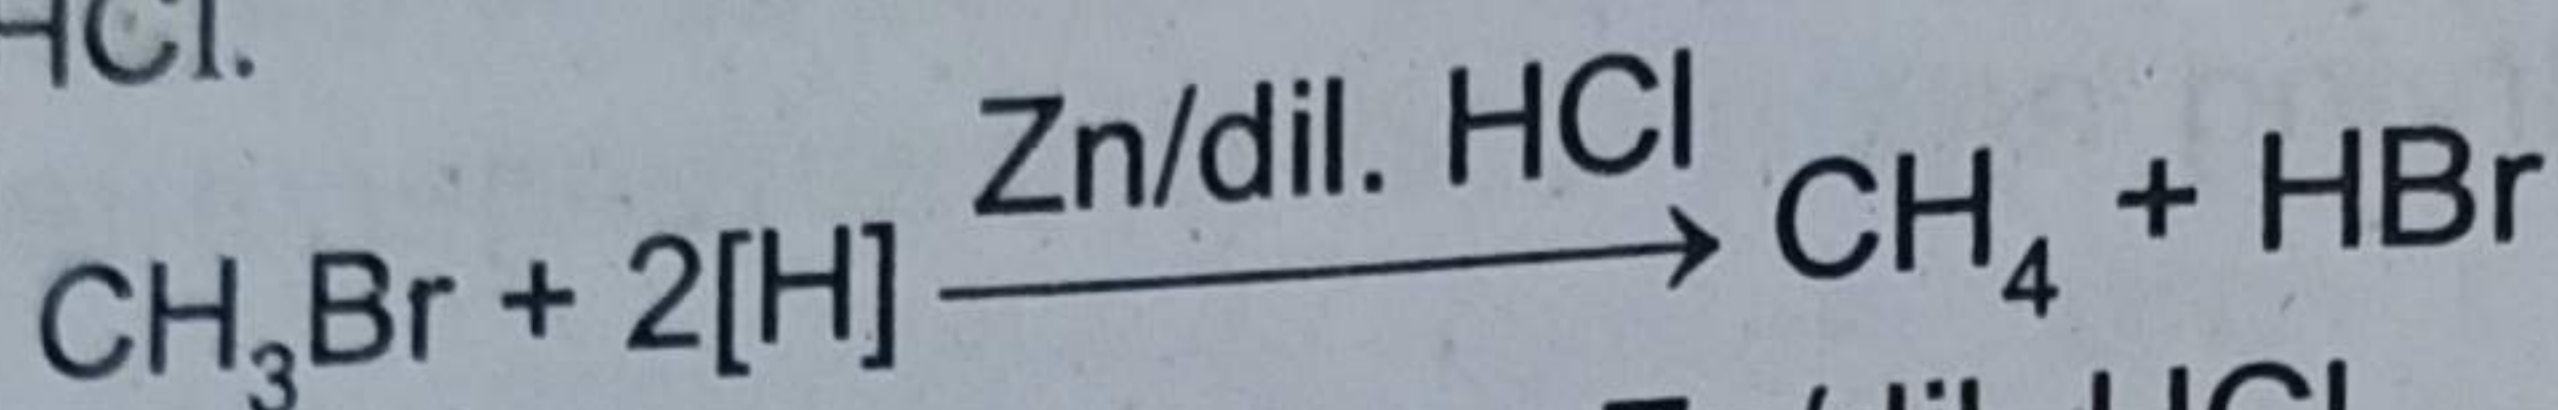 HCl.
Zn/dil. HCl
CH₃Br + 2[H] ⟶ CH₄ + HBr